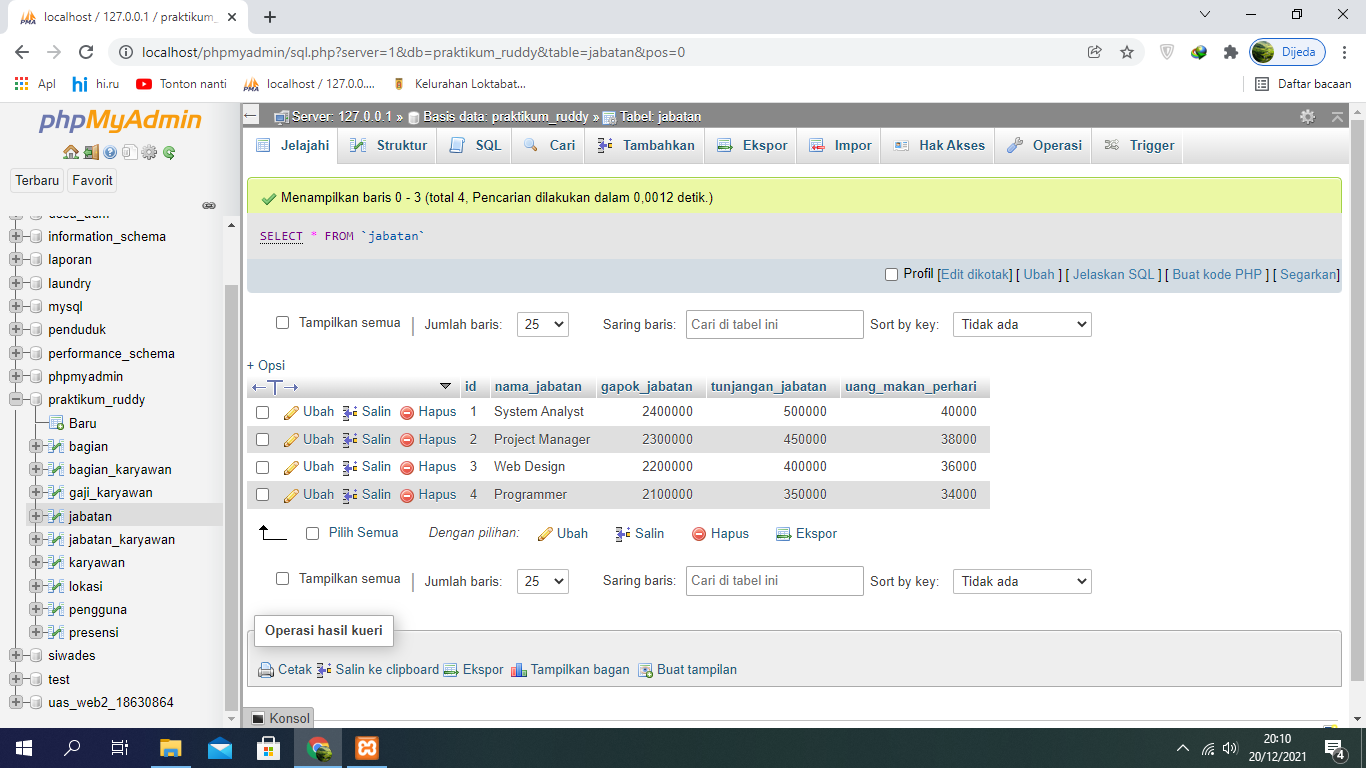 localhost / 127.0.0.1 / praktikum_
localhost/phpmyadmin/sql.php?server=1&db=praktikum_ruddy&table=jabatan&pos=0
Dijeda
Apl
hi.ru
Tonton nanti
localhost / 127.0.0....
Kelurahan Loktabat...
Daftar bacaan
phpMyAdmin
Terbaru
Favorit
information_schema
laporan
laundry
mysql
penduduk
performance_schema
phpmyadmin
praktikum_ruddy
Baru
bagian
bagian_karyawan
gaji_karyawan
jabatan
jabatan_karyawan
karyawan
lokasi
pengguna
presensi
siwades
test
uas_web2_18630864
Server: 127.0.0.1 » Basis data: praktikum_ruddy » Tabel: jabatan
Jelajahi Struktur SQL Cari Tambahkan Ekspor Impor Hak Akses Operasi Trigger
Menampilkan baris 0 - 3 (total 4, Pencarian dilakukan dalam 0,0012 detik.)
SELECT * FROM `jabatan`
Profil [Edit dikotak] [ Ubah ] [ Jelaskan SQL ] [ Buat kode PHP ] [ Segarkan]
Tampilkan semua | Jumlah baris: 25 Saring baris: Cari di tabel ini Sort by key: Tidak ada
+ Opsi
←T→ id nama_jabatan gapok_jabatan tunjangan_jabatan uang_makan_perhari
Ubah Salin Hapus 1 System Analyst 2400000 500000 40000
Ubah Salin Hapus 2 Project Manager 2300000 450000 38000
Ubah Salin Hapus 3 Web Design 2200000 400000 36000
Ubah Salin Hapus 4 Programmer 2100000 350000 34000
Pilih Semua Dengan pilihan: Ubah Salin Hapus Ekspor
Tampilkan semua | Jumlah baris: 25 Saring baris: Cari di tabel ini Sort by key: Tidak ada
Operasi hasil kueri
Cetak Salin ke clipboard Ekspor Tampilkan bagan Buat tampilan
Konsol
20:10
20/12/2021
4